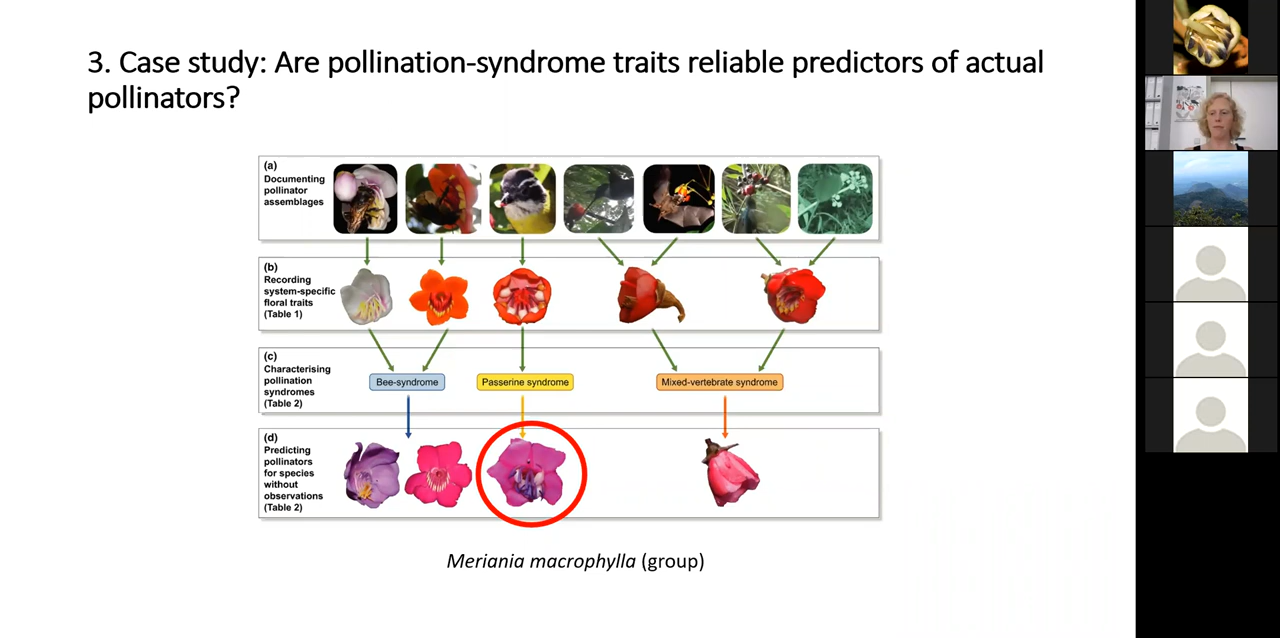 3. Case study: Are pollination-syndrome traits reliable predictors of actual
pollinators?
(a)
Documenting
pollinator
assemblages
(b)
Recording
system-specific
floral traits
(Table 1)
(c)
Characterising
pollination
syndromes
(Table 2)
Bee-syndrome
Passerine syndrome
Mixed-vertebrate syndrome
(d)
Predicting
pollinators
for species
without
observations
(Table 2)
Meriania macrophylla (group)